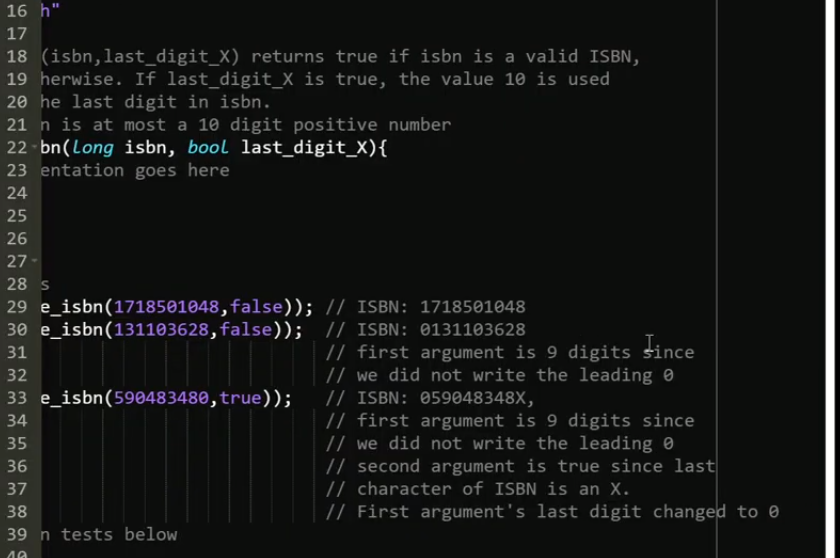 16 h"
17
18 (isbn,last_digit_X) returns true if isbn is a valid ISBN,
19 herwise. If last_digit_X is true, the value 10 is used
20 he last digit in isbn.
21 n is at most a 10 digit positive number
22 bn(long isbn, bool last_digit_X){
23 entation goes here
24
25
26
27
28 s
29 e_isbn(1718501048,false)); // ISBN: 1718501048
30 e_isbn(131103628,false)); // ISBN: 0131103628
31 // first argument is 9 digits since
32 // we did not write the leading 0
33 e_isbn(590483480,true)); // ISBN: 059048348X,
34 // first argument is 9 digits since
35 // we did not write the leading 0
36 // second argument is true since last
37 // character of ISBN is an X.
38 // First argument's last digit changed to 0
39 n tests below
40